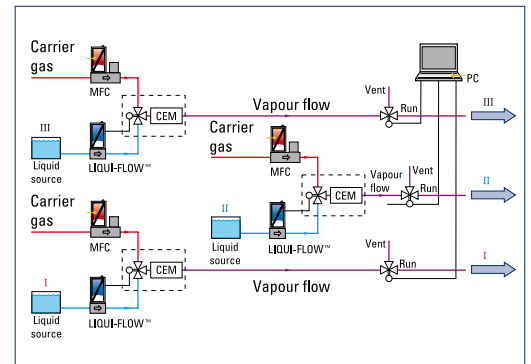 Carrier
gas
MFC
III
Liquid
source
LIQUI-FLOW™
CEM
Vapour flow
Vent
Run
PC
III
Carrier
gas
MFC
II
Liquid
source
LIQUI-FLOW™
CEM
Vapour
flow
Vent
Run
II
Carrier
gas
MFC
I
Liquid
source
LIQUI-FLOW™
CEM
Vapour flow
Vent
Run
I